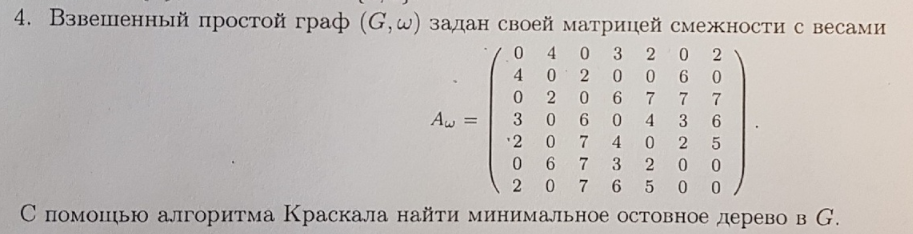 4. Взвешенный простой граф (G, ω) задан своей матрицей смежности с весами
0 4 0 3 2 0 2
4 0 2 0 0 6 0
0 2 0 6 7 7 7
A_ω = 3 0 6 0 4 3 6 .
2 0 7 4 0 2 5
0 6 7 3 2 0 0
2 0 7 6 5 0 0
С помощью алгоритма Краскала найти минимальное остовное дерево в G.